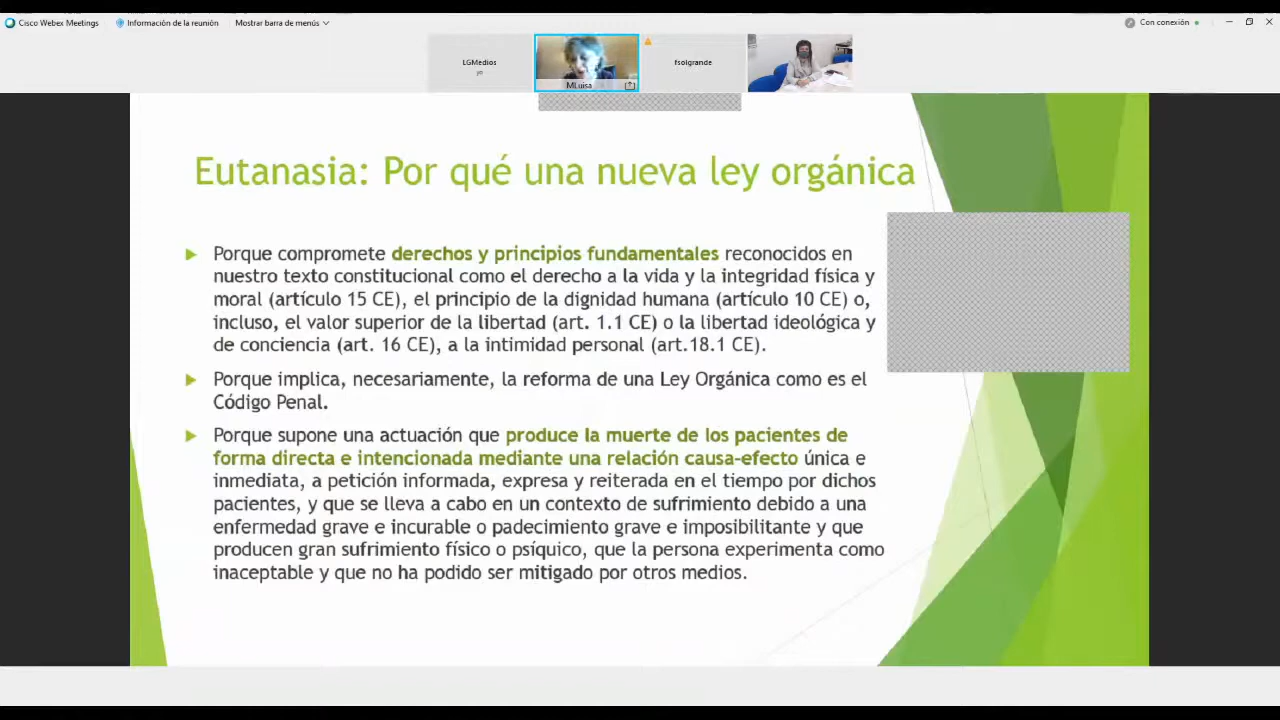 Cisco Webex Meetings
Información de la reunión
Mostrar barra de menús
Con conexión
LGMedios
yo
MLuisa
fsolgrande
Eutanasia: Por qué una nueva ley orgánica
Porque compromete derechos y principios fundamentales reconocidos en
nuestro texto constitucional como el derecho a la vida y la integridad física y
moral (artículo 15 CE), el principio de la dignidad humana (artículo 10 CE) o,
incluso, el valor superior de la libertad (art. 1.1 CE) o la libertad ideológica y
de conciencia (art. 16 CE), a la intimidad personal (art.18.1 CE).
Porque implica, necesariamente, la reforma de una Ley Orgánica como es el
Código Penal.
Porque supone una actuación que produce la muerte de los pacientes de
forma directa e intencionada mediante una relación causa-efecto única e
inmediata, a petición informada, expresa y reiterada en el tiempo por dichos
pacientes, y que se lleva a cabo en un contexto de sufrimiento debido a una
enfermedad grave e incurable o padecimiento grave e imposibilitante y que
producen gran sufrimiento físico o psíquico, que la persona experimenta como
inaceptable y que no ha podido ser mitigado por otros medios.